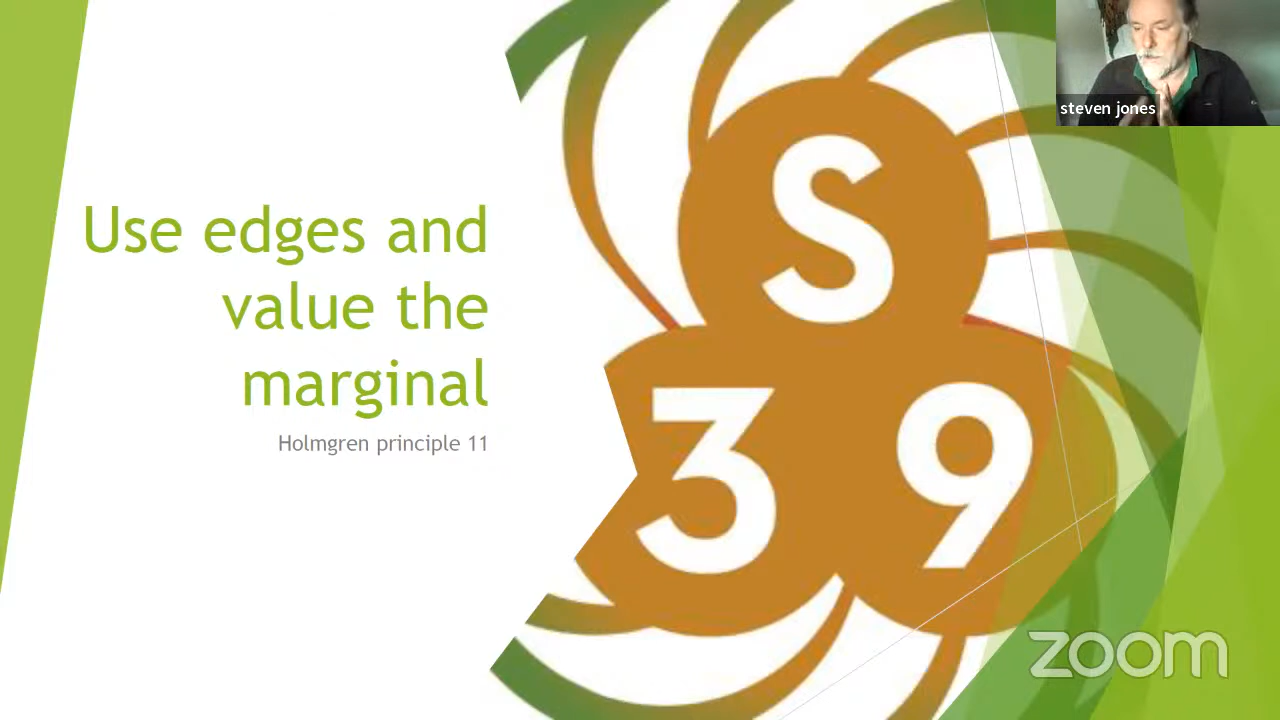 steven jones
Use edges and
value the
marginal
Holmgren principle 11
S
3 9
zoom